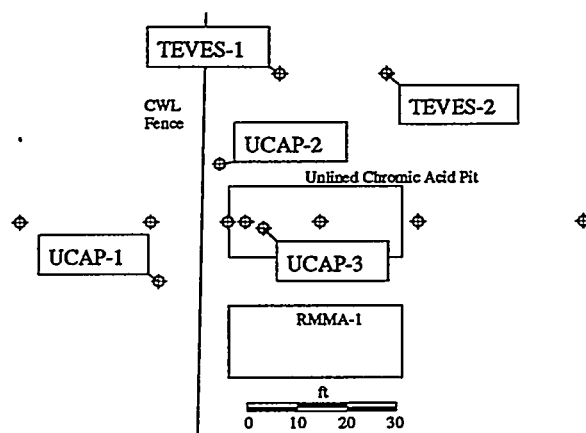 TEVES-1
CWL
Fence
TEVES-2
UCAP-2
Unlined Chromic Acid Pit
UCAP-1
UCAP-3
RMMA-1
ft
0 10 20 30